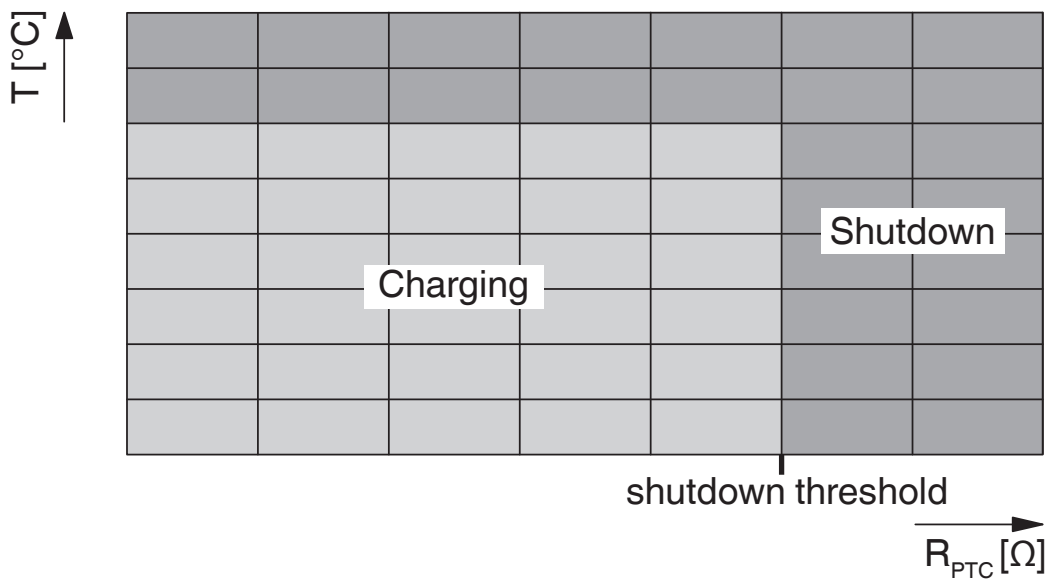 T [°C]
Shutdown
Charging
shutdown threshold
R_PTC [Ω]